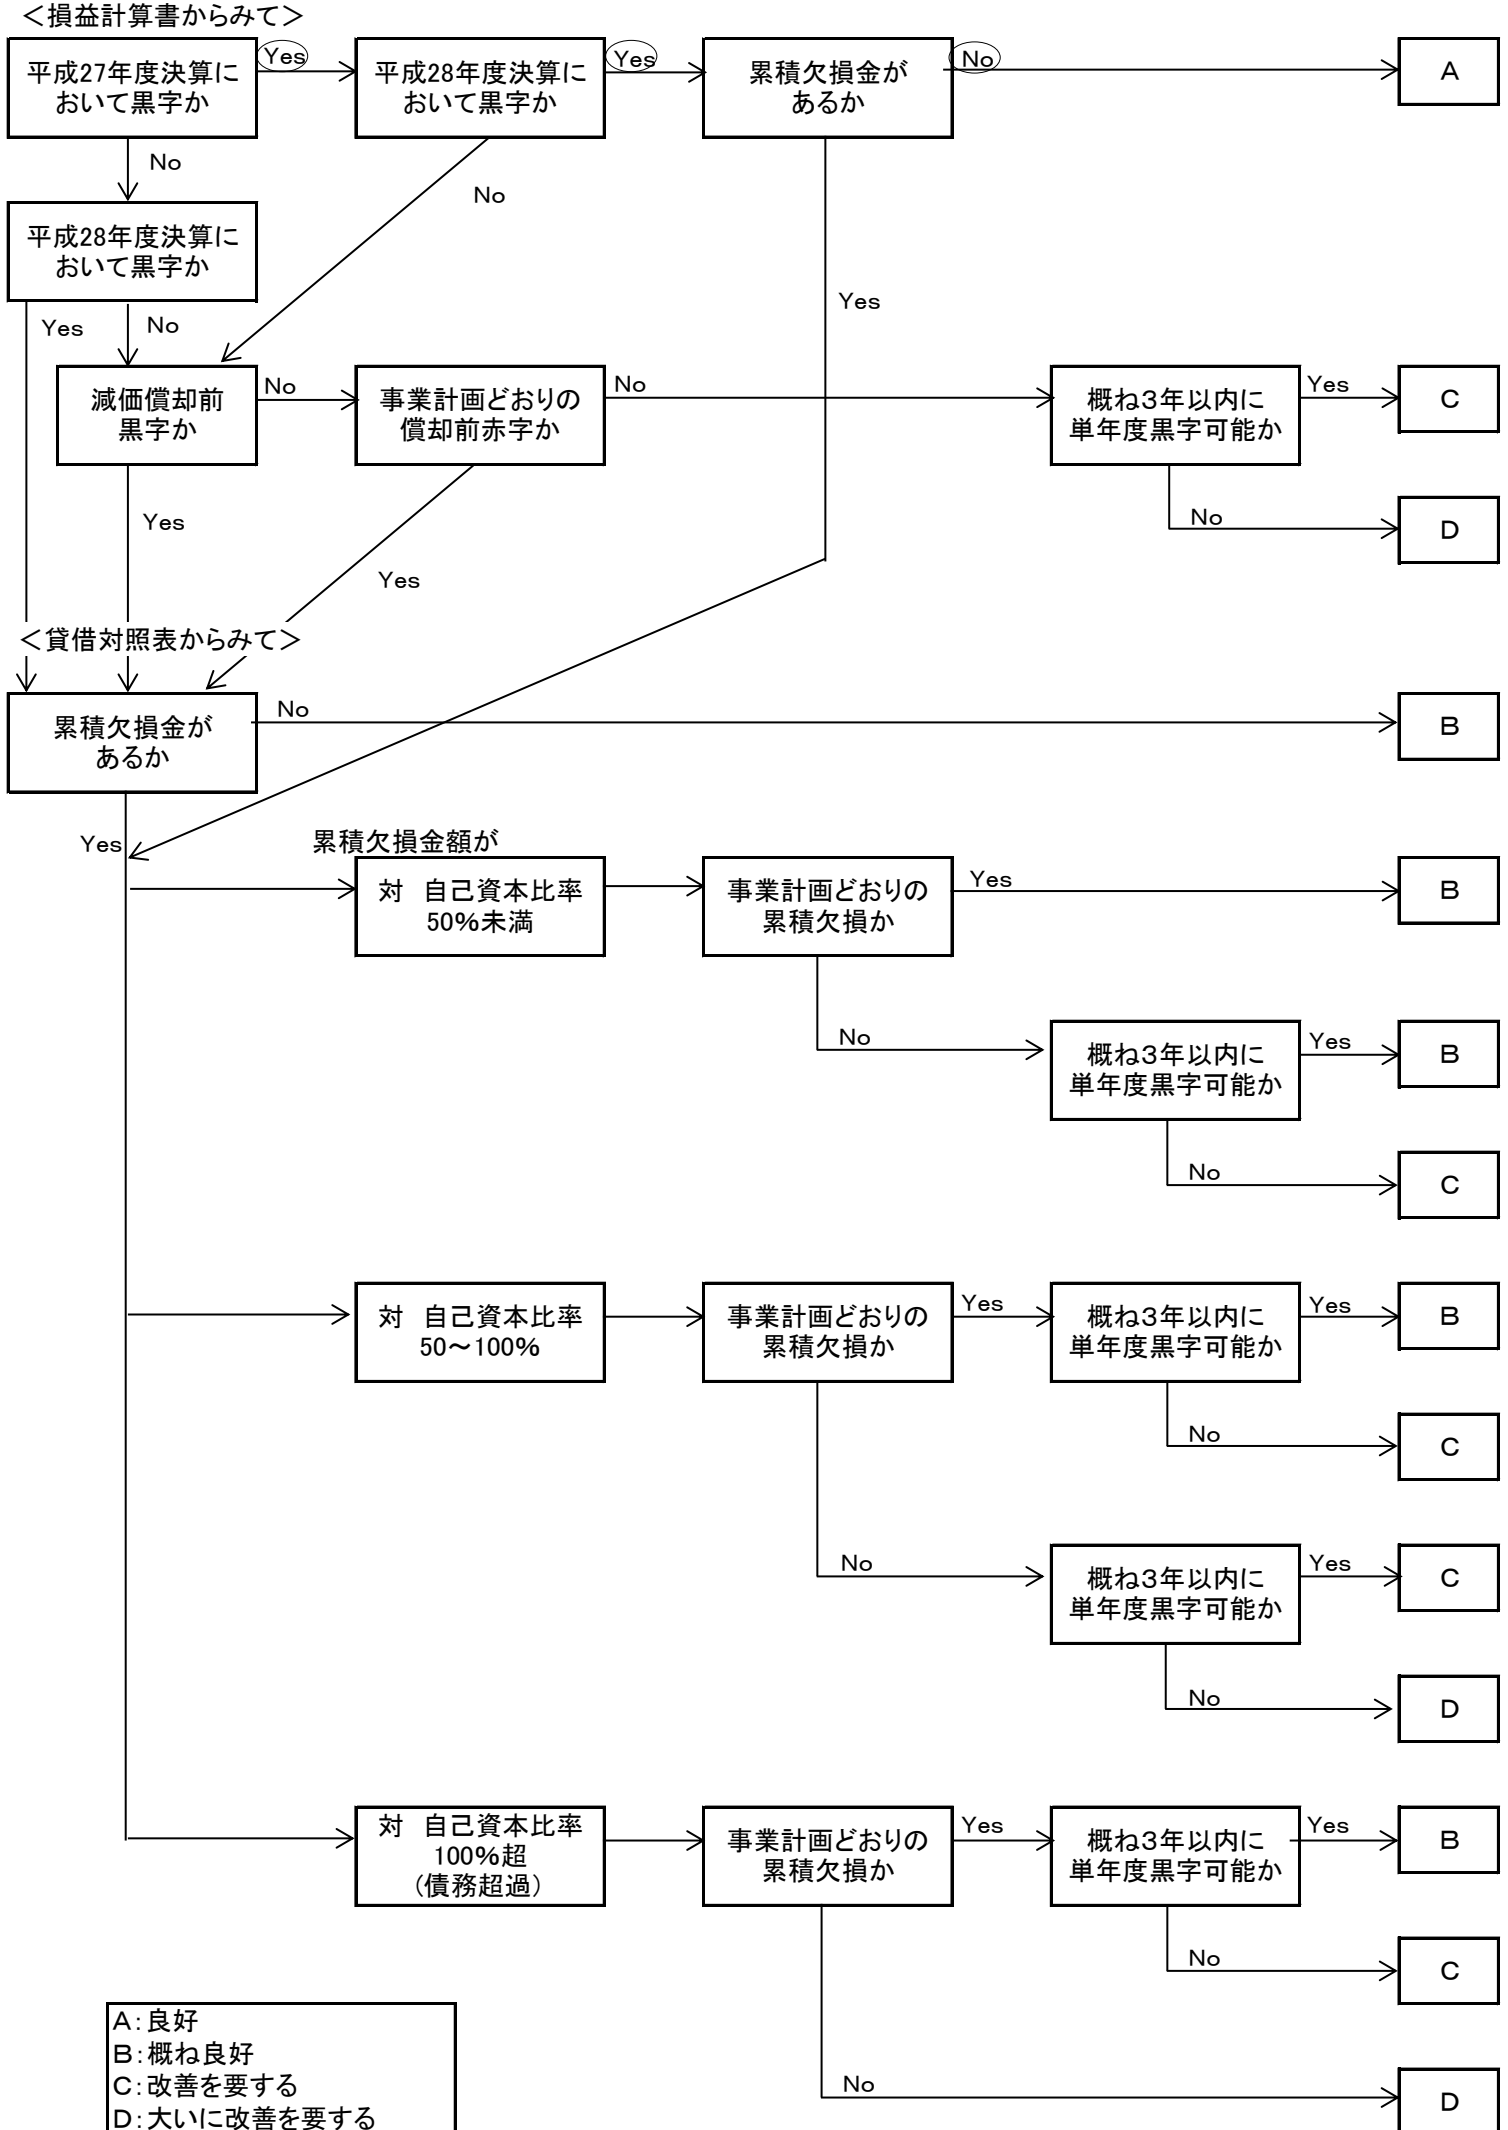 ＜損益計算書からみて＞
平成27年度決算に
おいて黒字か
Yes
平成28年度決算に
おいて黒字か
Yes
累積欠損金が
あるか
No
A
No
No
平成28年度決算に
おいて黒字か
Yes
Yes
No
減価償却前
黒字か
No
事業計画どおりの
償却前赤字か
No
概ね3年以内に
単年度黒字可能か
Yes
C
Yes
Yes
No
D
＜貸借対照表からみて＞
累積欠損金が
あるか
No
B
Yes
累積欠損金額が
対　自己資本比率
50％未満
事業計画どおりの
累積欠損か
Yes
B
No
概ね3年以内に
単年度黒字可能か
Yes
B
No
C
対　自己資本比率
50～100％
事業計画どおりの
累積欠損か
Yes
概ね3年以内に
単年度黒字可能か
Yes
B
No
C
No
概ね3年以内に
単年度黒字可能か
Yes
C
No
D
対　自己資本比率
100％超
（債務超過）
事業計画どおりの
累積欠損か
Yes
概ね3年以内に
単年度黒字可能か
Yes
B
No
C
No
D
A：良好
B：概ね良好
C：改善を要する
D：大いに改善を要する